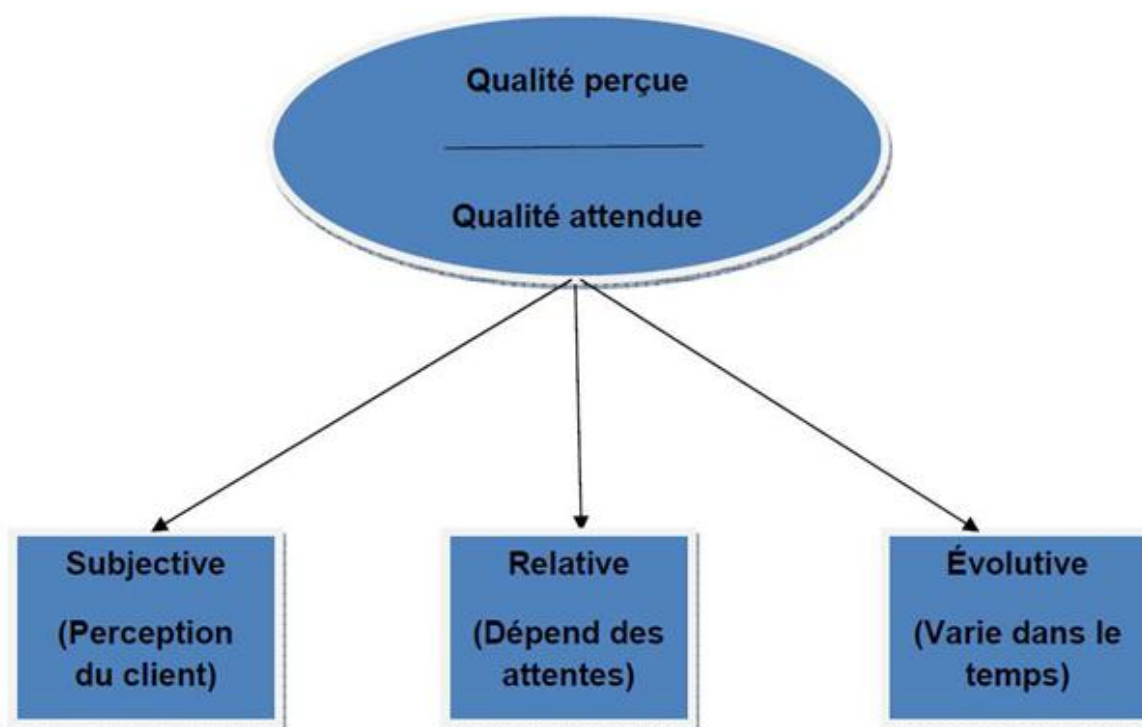 Qualité perçue
Qualité attendue
Subjective
(Perception
du client)
Relative
(Dépend des
attentes)
Évolutive
(Varie dans le
temps)